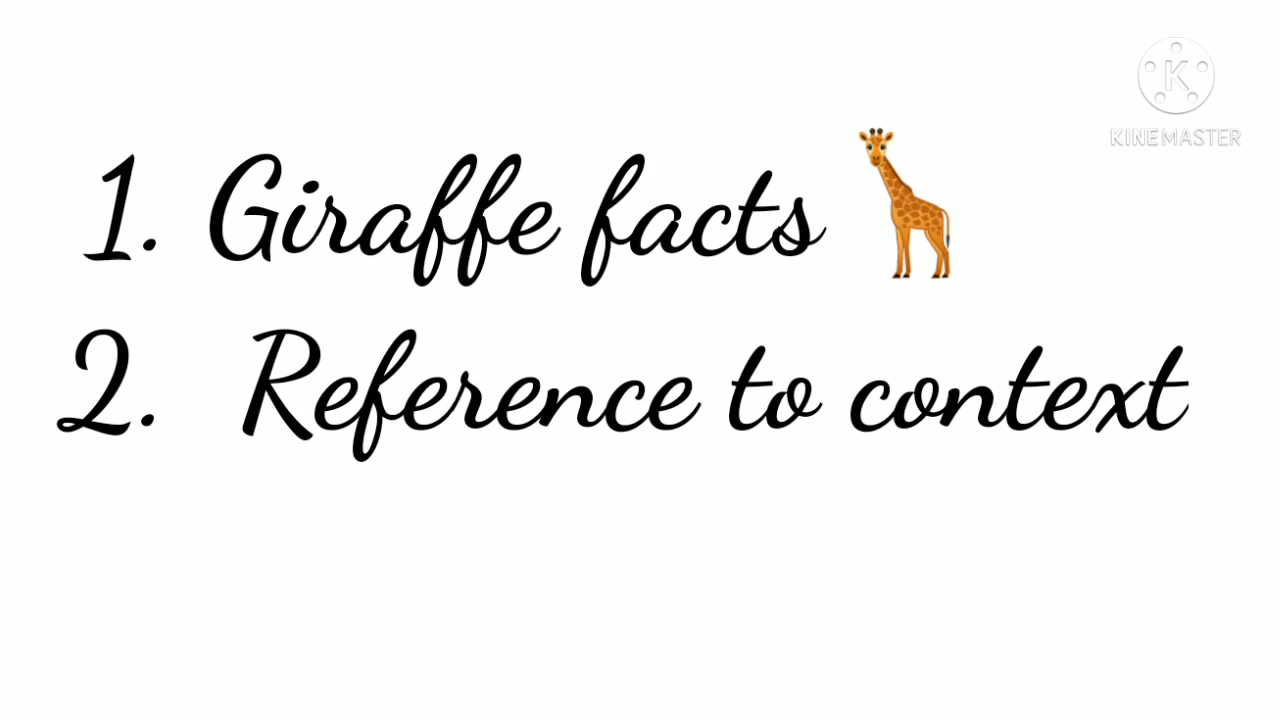 K
KINEMASTER
1. Giraffe facts 🦒
2. Reference to context